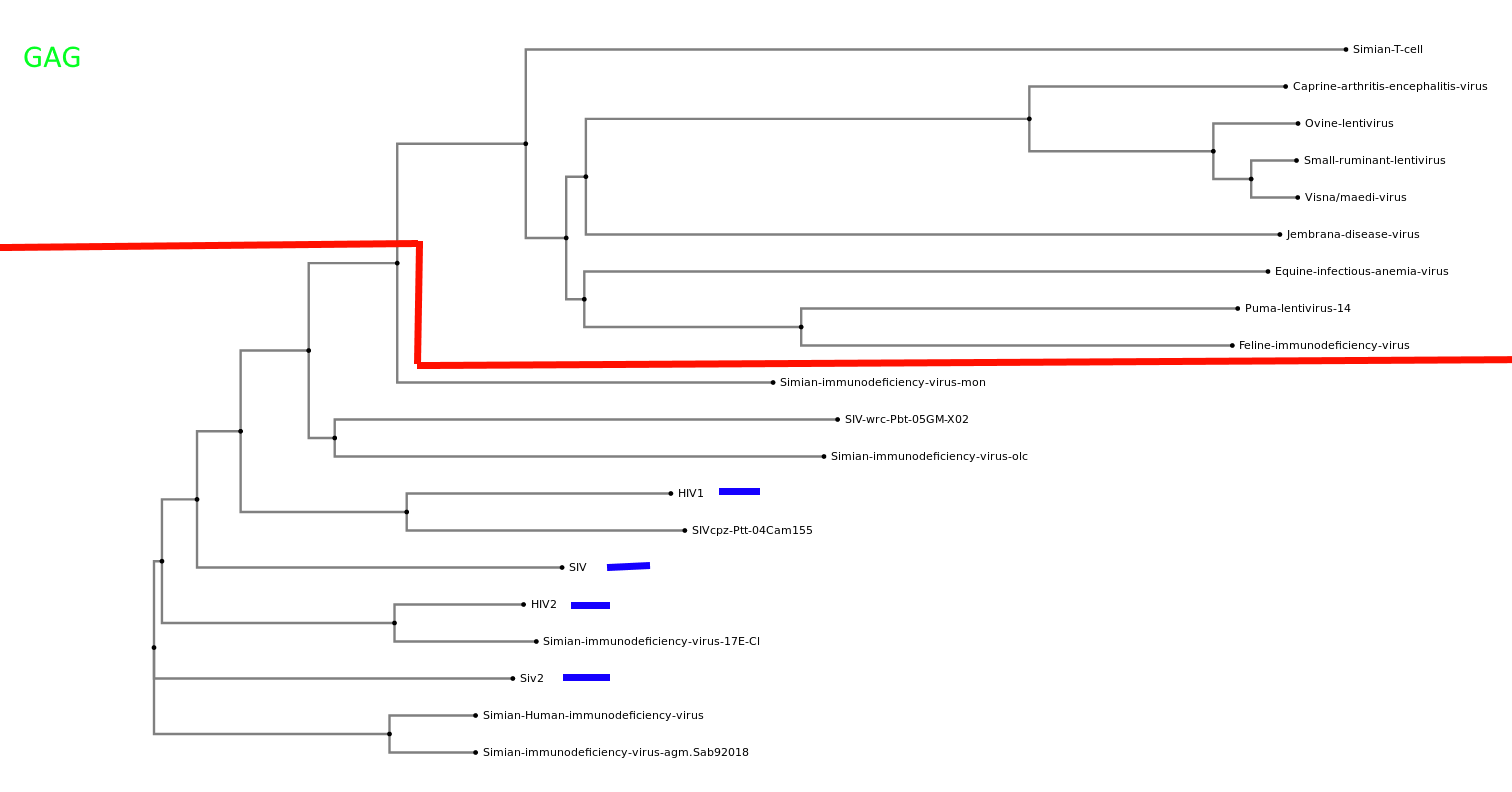 GAG
Simian-T-cell
Caprine-arthritis-encephalitis-virus
Ovine-lentivirus
Small-ruminant-lentivirus
Visna/maedi-virus
Jembrana-disease-virus
Equine-infectious-anemia-virus
Puma-lentivirus-14
Feline-immunodeficiency-virus
Simian-immunodeficiency-virus-mon
SIV-wrc-Pbt-05GM-X02
Simian-immunodeficiency-virus-olc
HIV1
SIVcpz-Ptt-04Cam155
SIV
HIV2
Simian-immunodeficiency-virus-17E-Cl
Siv2
Simian-Human-immunodeficiency-virus
Simian-immunodeficiency-virus-agm.Sab92018